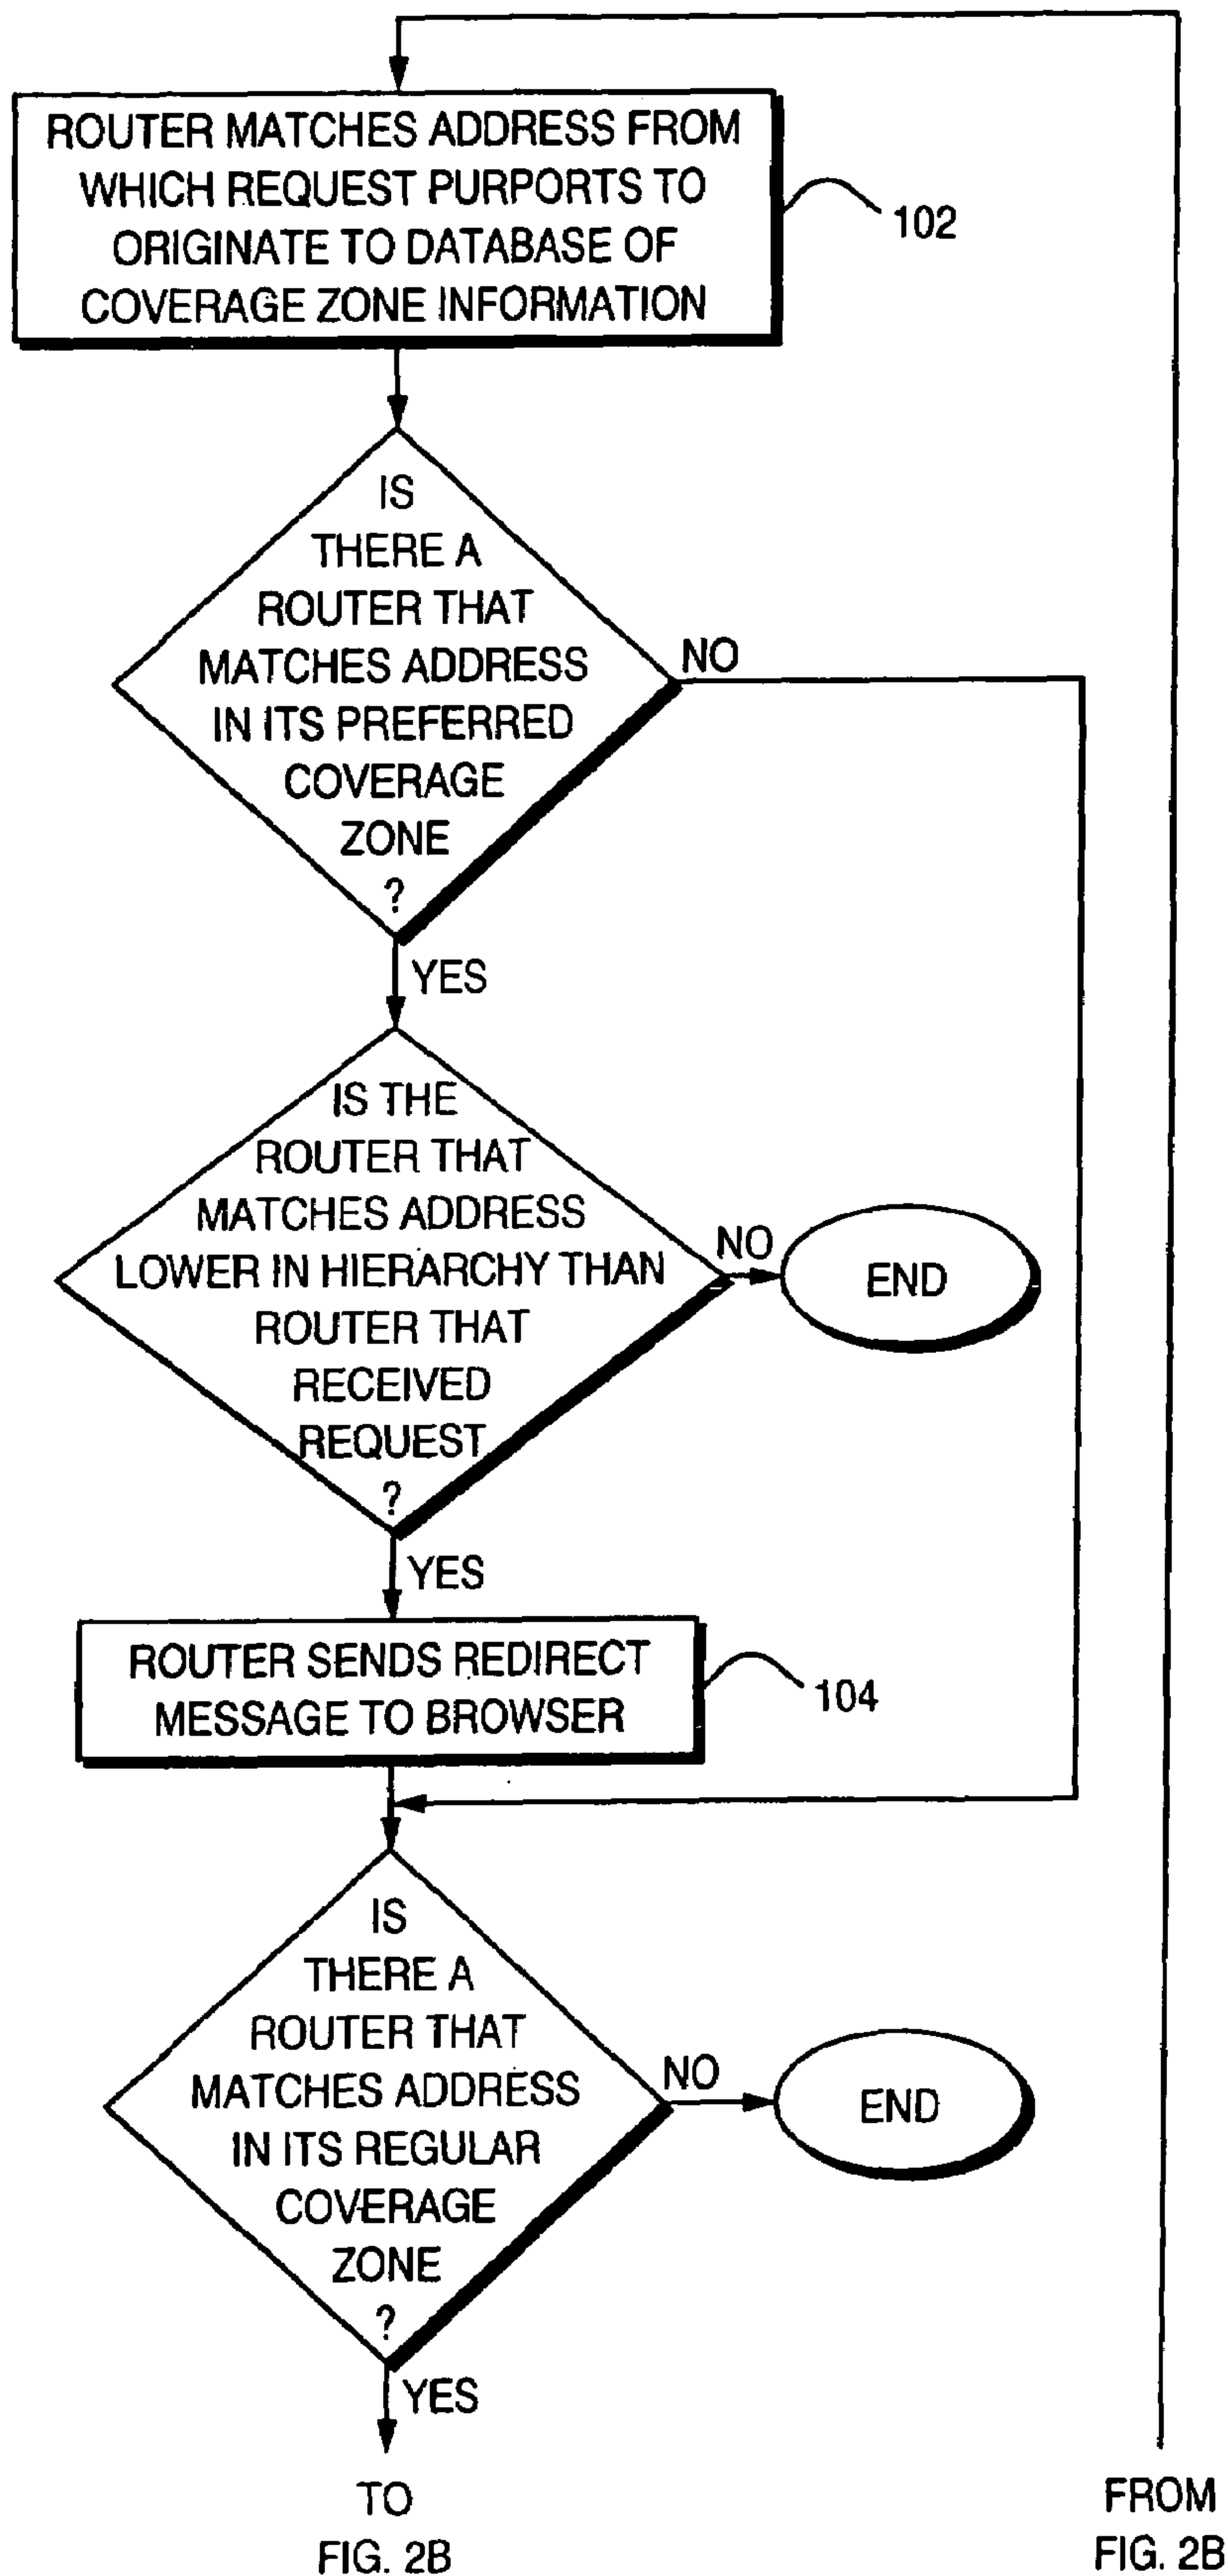 ROUTER MATCHES ADDRESS FROM
WHICH REQUEST PURPORTS TO
ORIGINATE TO DATABASE OF
COVERAGE ZONE INFORMATION
102
IS
THERE A
ROUTER THAT
MATCHES ADDRESS
IN ITS PREFERRED
COVERAGE
ZONE
?
NO
YES
IS THE
ROUTER THAT
MATCHES ADDRESS
LOWER IN HIERARCHY THAN
ROUTER THAT
RECEIVED
REQUEST
?
NO
END
YES
ROUTER SENDS REDIRECT
MESSAGE TO BROWSER
104
IS
THERE A
ROUTER THAT
MATCHES ADDRESS
IN ITS REGULAR
COVERAGE
ZONE
?
NO
END
YES
TO
FIG. 2B
FROM
FIG. 2B